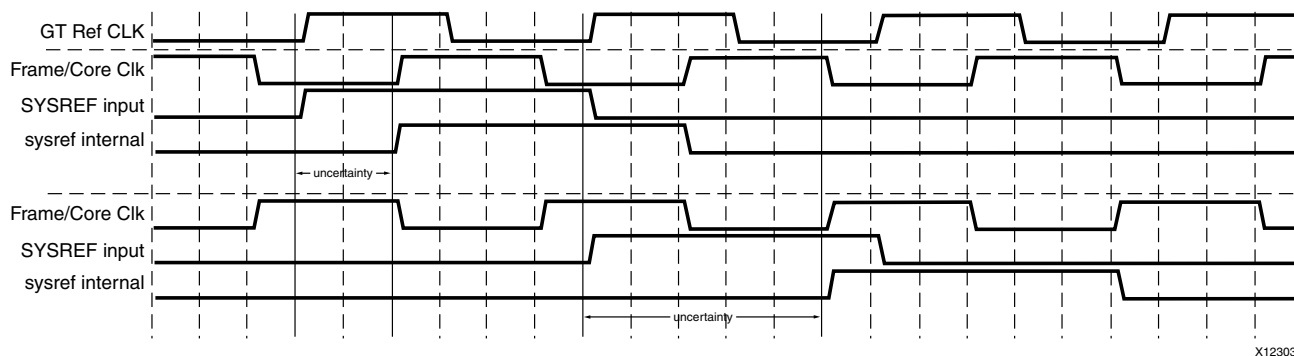 GT Ref CLK
Frame/Core Clk
SYSREF input
sysref internal
uncertainty
Frame/Core Clk
SYSREF input
sysref internal
uncertainty
X12303